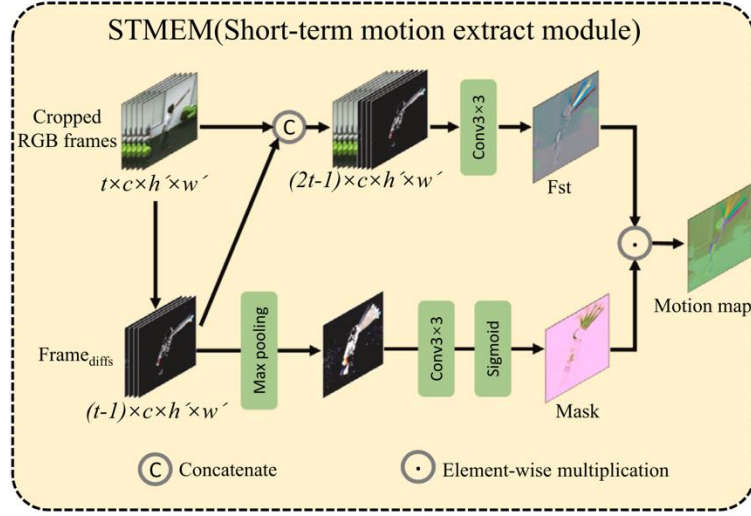 STMEM(Short-term motion extract module)
Cropped
RGB frames
t×c×h′×w′
C
(2t-1)×c×h′×w′
Conv3×3
Fst
Motion map
Frame_diffs
(t-1)×c×h′×w′
Max pooling
Conv3×3
Sigmoid
Mask
C Concatenate
Element-wise multiplication